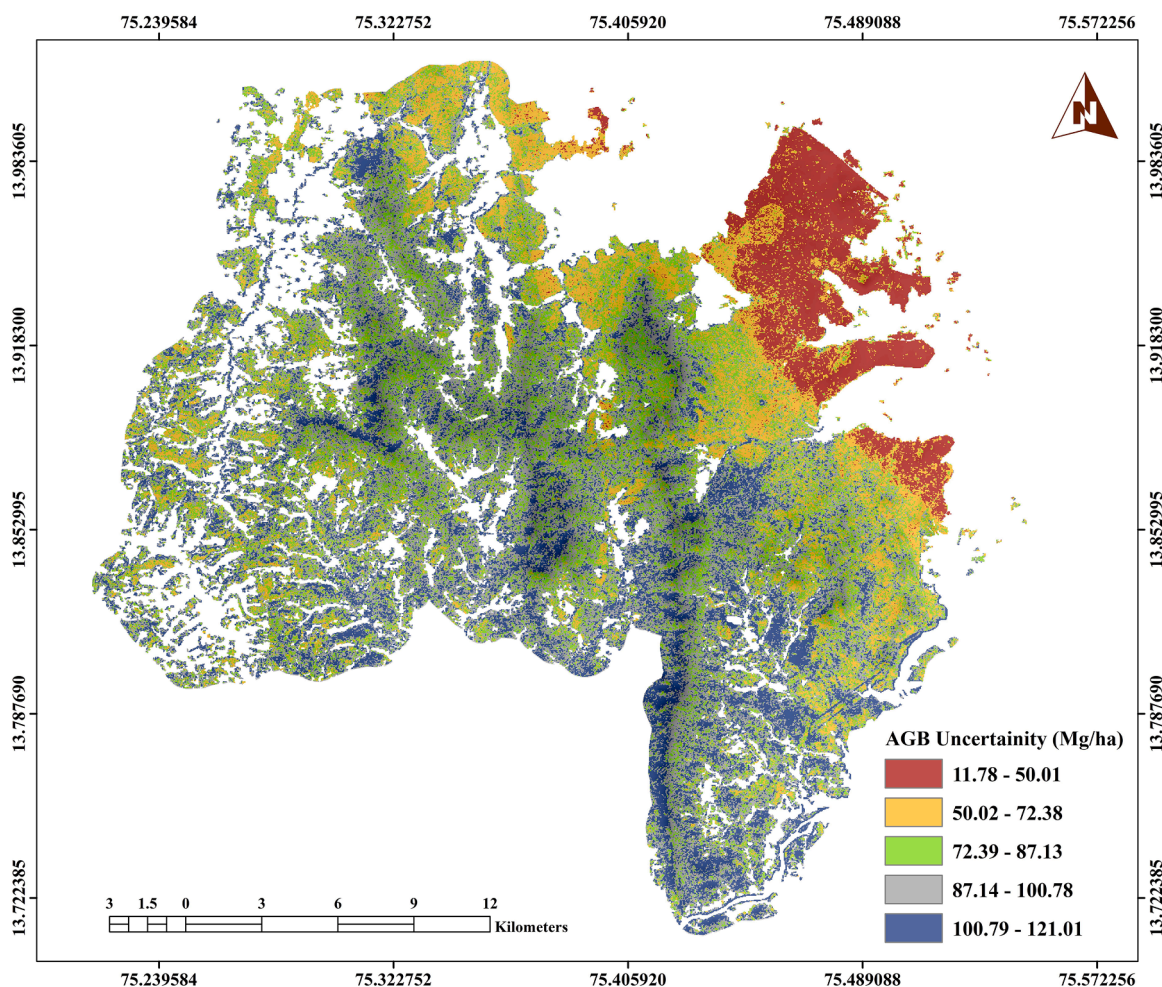 75.239584 75.322752 75.405920 75.489088 75.572256
13.983605 13.983605
N
13.918300 13.918300
13.852995 13.852995
13.787690 13.787690
AGB Uncertainity (Mg/ha)
11.78 - 50.01
50.02 - 72.38
72.39 - 87.13
87.14 - 100.78
100.79 - 121.01
13.722385 13.722385
3 1.5 0 3 6 9 12
Kilometers
75.239584 75.322752 75.405920 75.489088 75.572256